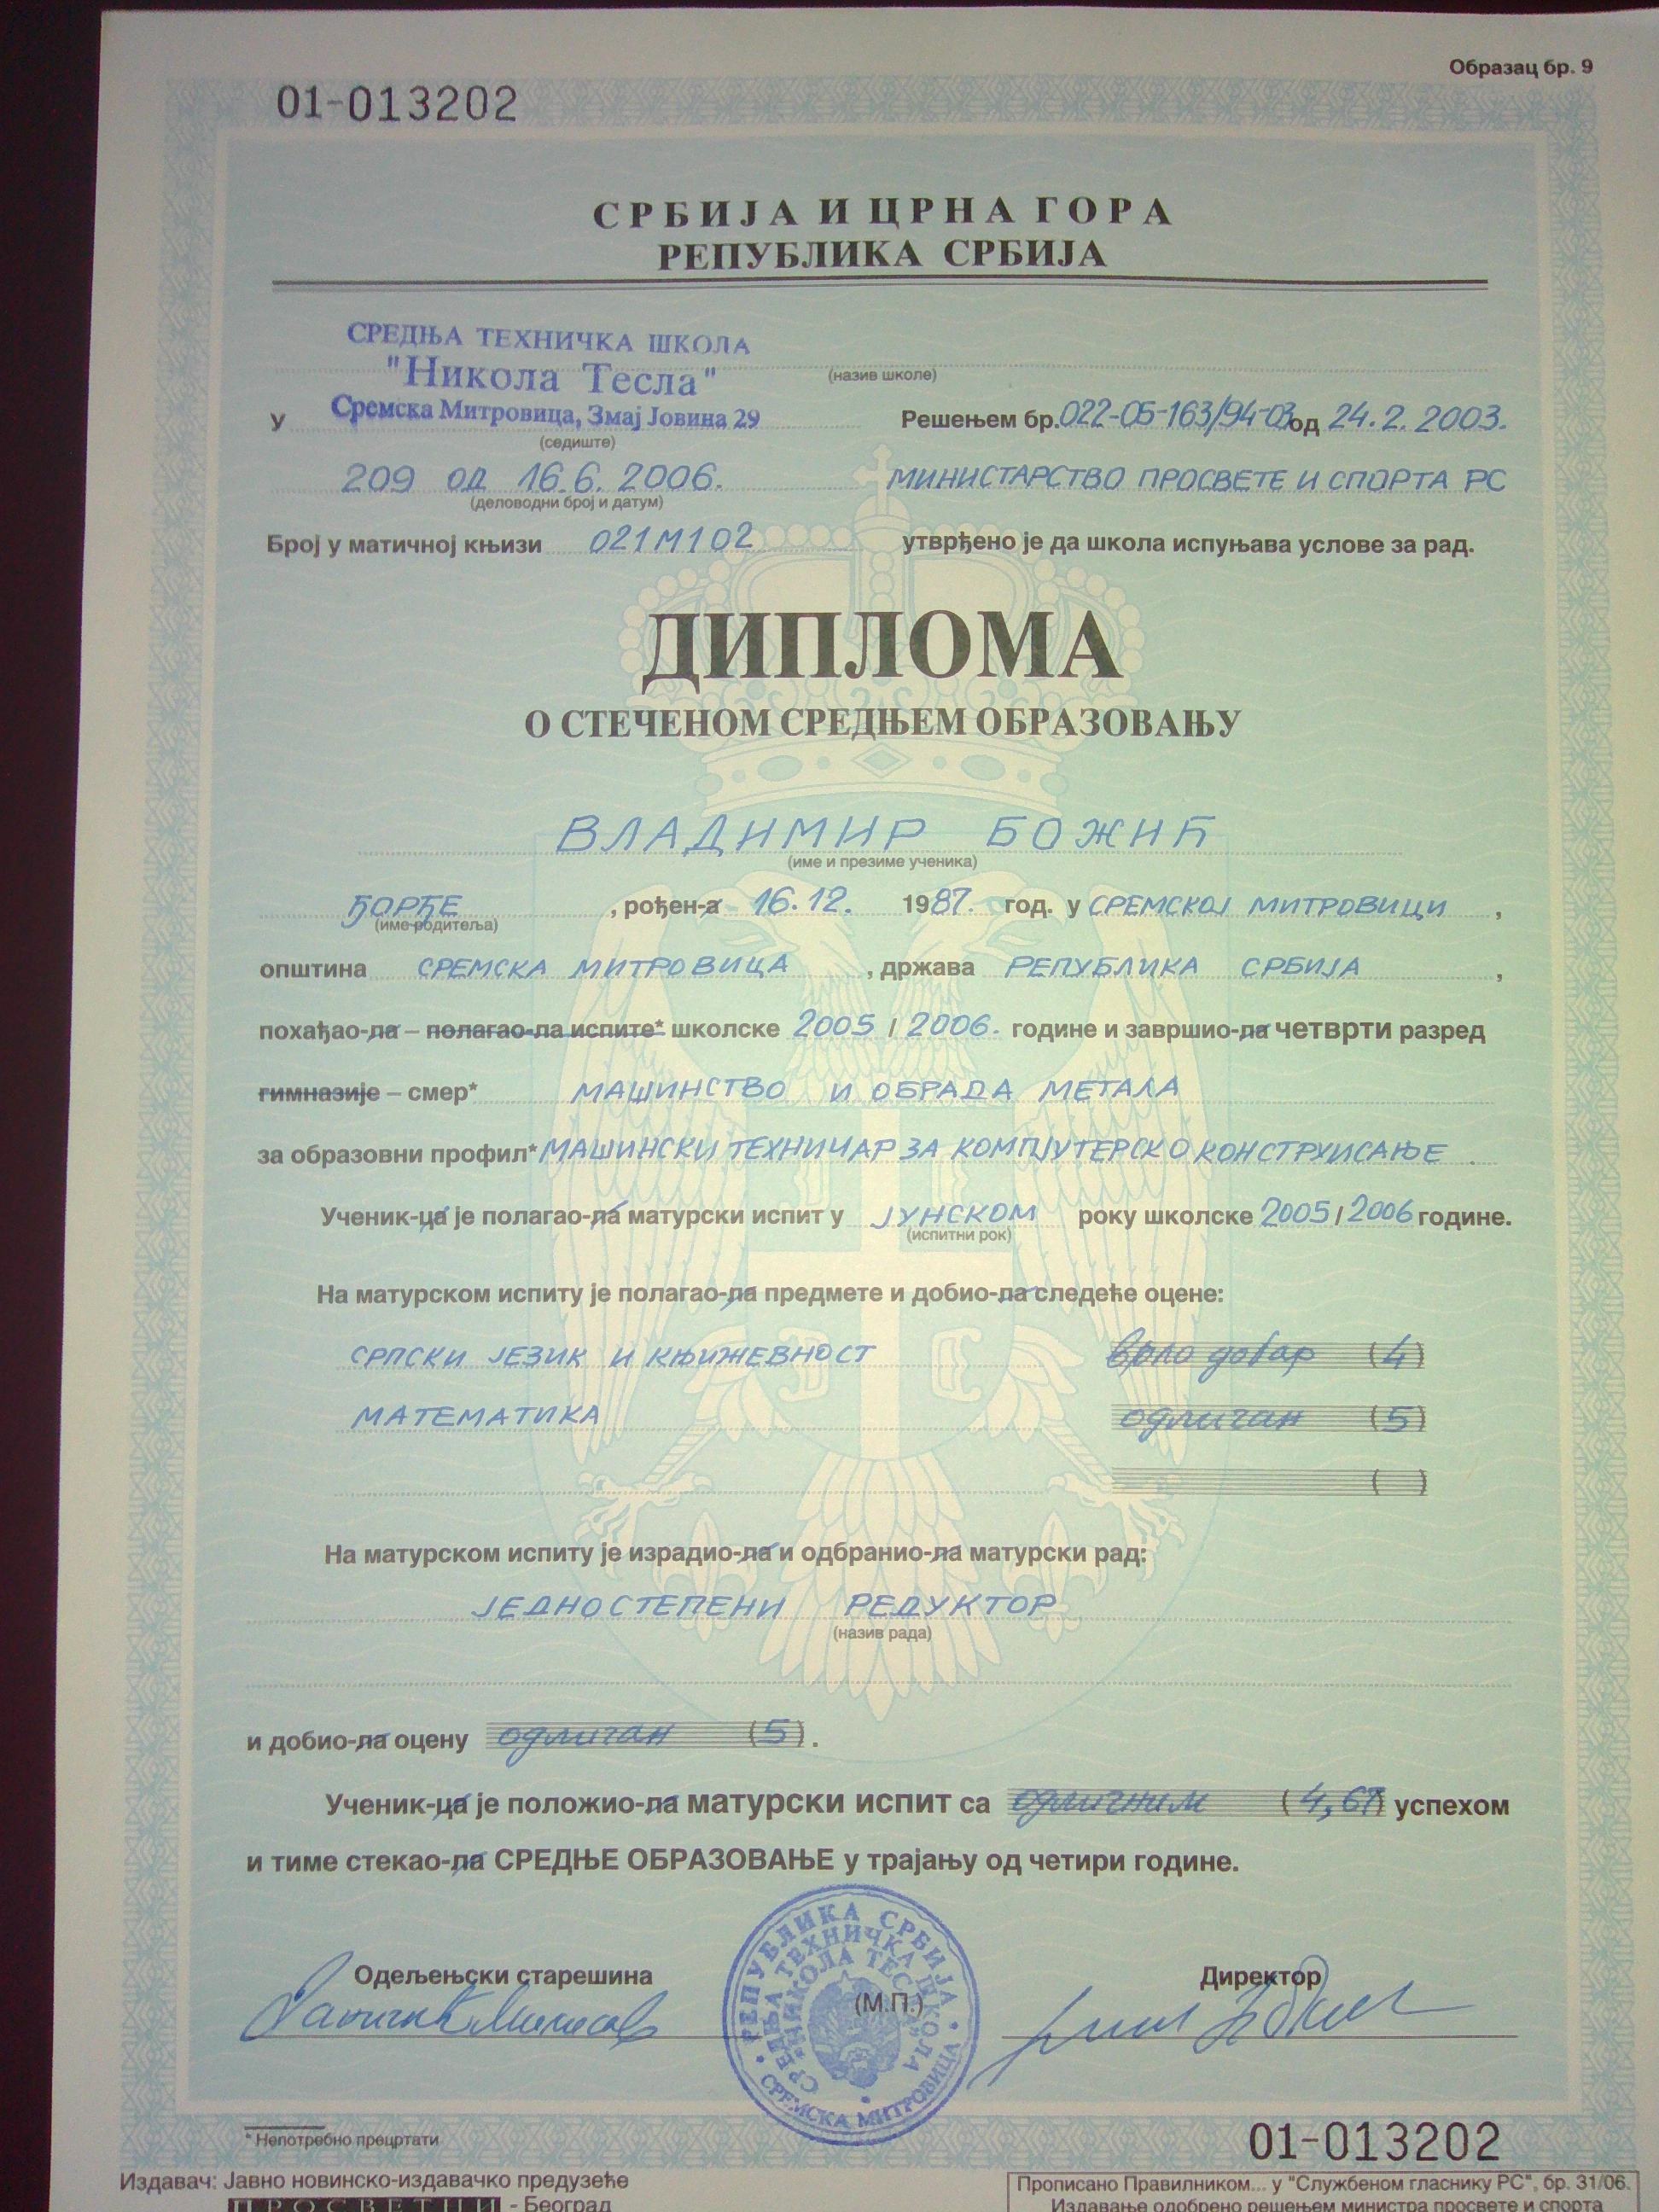 Образац бр. 9
01-013202
СРБИЈА И ЦРНА ГОРА
РЕПУБЛИКА СРБИЈА
СРЕДЊА ТЕХНИЧКА ШКОЛА
"Никола Тесла"
(назив школе)
У Сремска Митровица, Змај Јовина 29 Решењем бр. 022-05-163/94-03 од 24.2.2003.
(седиште)
209 од 16.6.2006. МИНИСТАРСТВО ПРОСВЕТЕ И СПОРТА РС
(деловодни број и датум)
Број у матичној књизи 021М102 утврђено је да школа испуњава услове за рад.
ДИПЛОМА
О СТЕЧЕНОМ СРЕДЊЕМ ОБРАЗОВАЊУ
ВЛАДИМИР БОЖИЋ
(име и презиме ученика)
ЂОРЂЕ, рођен-а 16.12. 1987. год. у СРЕМСКОЈ МИТРОВИЦИ,
(име родитеља)
општина СРЕМСКА МИТРОВИЦА, држава РЕПУБЛИКА СРБИЈА,
похађао-ла – полагао-ла испите* школске 2005 / 2006. године и завршио-ла четврти разред
гимназије – смер* МАШИНСТВО И ОБРАДА МЕТАЛА
за образовни профил* МАШИНСКИ ТЕХНИЧАР ЗА КОМПЈУТЕРСКО КОНСТРУИСАЊЕ.
Ученик-ца је полагао-ла матурски испит у ЈУНСКОМ року школске 2005 / 2006 године.
(испитни рок)
На матурском испиту је полагао-ла предмете и добио-ла следеће оцене:
СРПСКИ ЈЕЗИК И КЊИЖЕВНОСТ врло добар (4)
МАТЕМАТИКА одличан (5)
( )
На матурском испиту је израдио-ла и одбранио-ла матурски рад:
ЈЕДНОСТЕПЕНИ РЕДУКТОР
(назив рада)
и добио-ла оцену одличан (5).
Ученик-ца је положио-ла матурски испит са одличним (4,67) успехом
и тиме стекао-ла СРЕДЊЕ ОБРАЗОВАЊЕ у трајању од четири године.
Одељењски старешина Директор
(М.П.)
РЕПУБЛИКА СРБИЈА • СРЕМСКА МИТРОВИЦА •
СРЕДЊА ТЕХНИЧКА ШКОЛА
"НИКОЛА ТЕСЛА"
* Непотребно прецртати
01-013202
Издавач: Јавно новинско-издавачко предузеће
ПРОСВЕТНИ - Београд
Прописано Правилником... у "Службеном гласнику РС", бр. 31/06.
Издавање одобрено решењем министра просвете и спорта